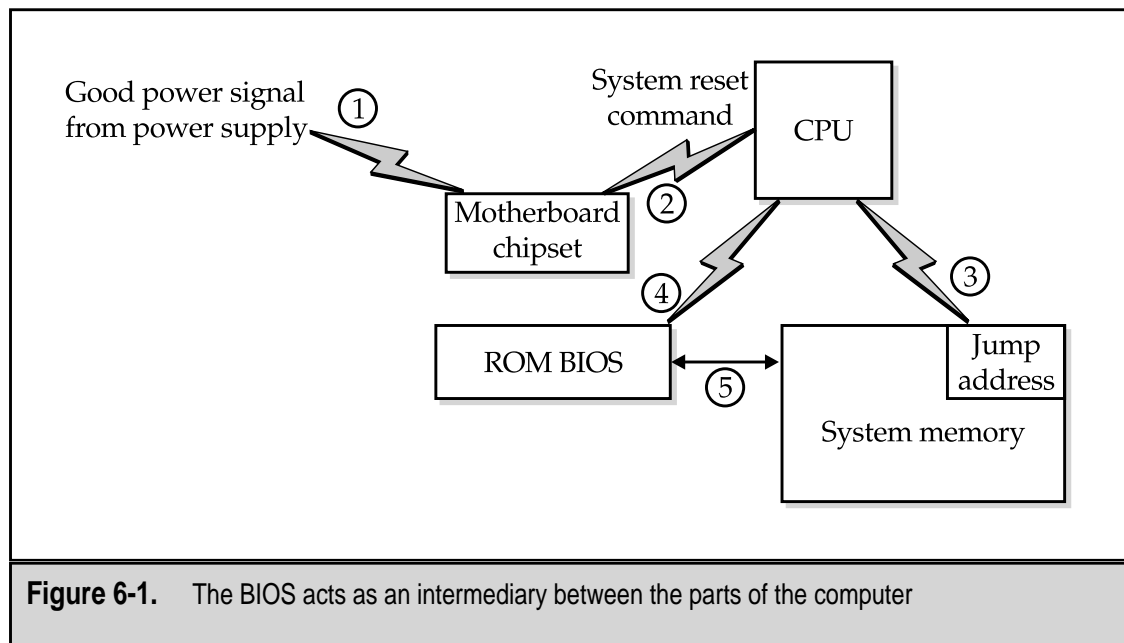 Good power signal
from power supply
①
System reset
command
②
CPU
Motherboard
chipset
③
④
ROM BIOS
⑤
Jump
address
System memory
Figure 6-1. The BIOS acts as an intermediary between the parts of the computer